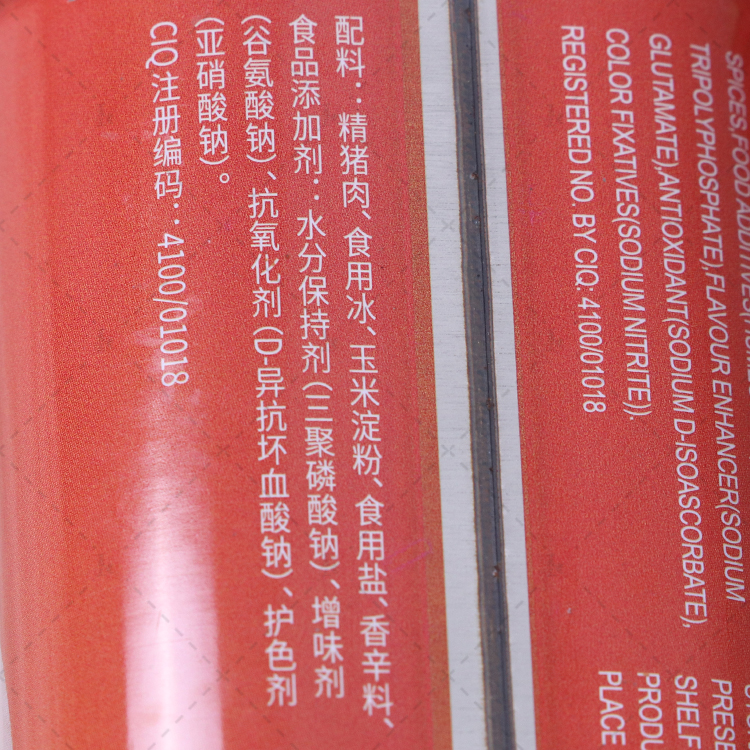 SPICES,FOOD
TRIPOLYPHOSPHATE),FLAVOUR ENHANCER(SODIUM
GLUTAMATE),ANTIOXIDANT(SODIUM D-ISOASCORBATE),
COLOR FIXATIVES(SODIUM NITRITE)).
REGISTERED NO. BY CIQ: 4100/01018
PRESE
SHELF
PRODU
PLACE
配料：精猪肉、食用冰、玉米淀粉、食用盐、香辛料、
食品添加剂：水分保持剂(三聚磷酸钠)、增味剂
(谷氨酸钠)、抗氧化剂(D-异抗坏血酸钠)、护色剂
(亚硝酸钠)。
CIQ注册编码：4100/01018